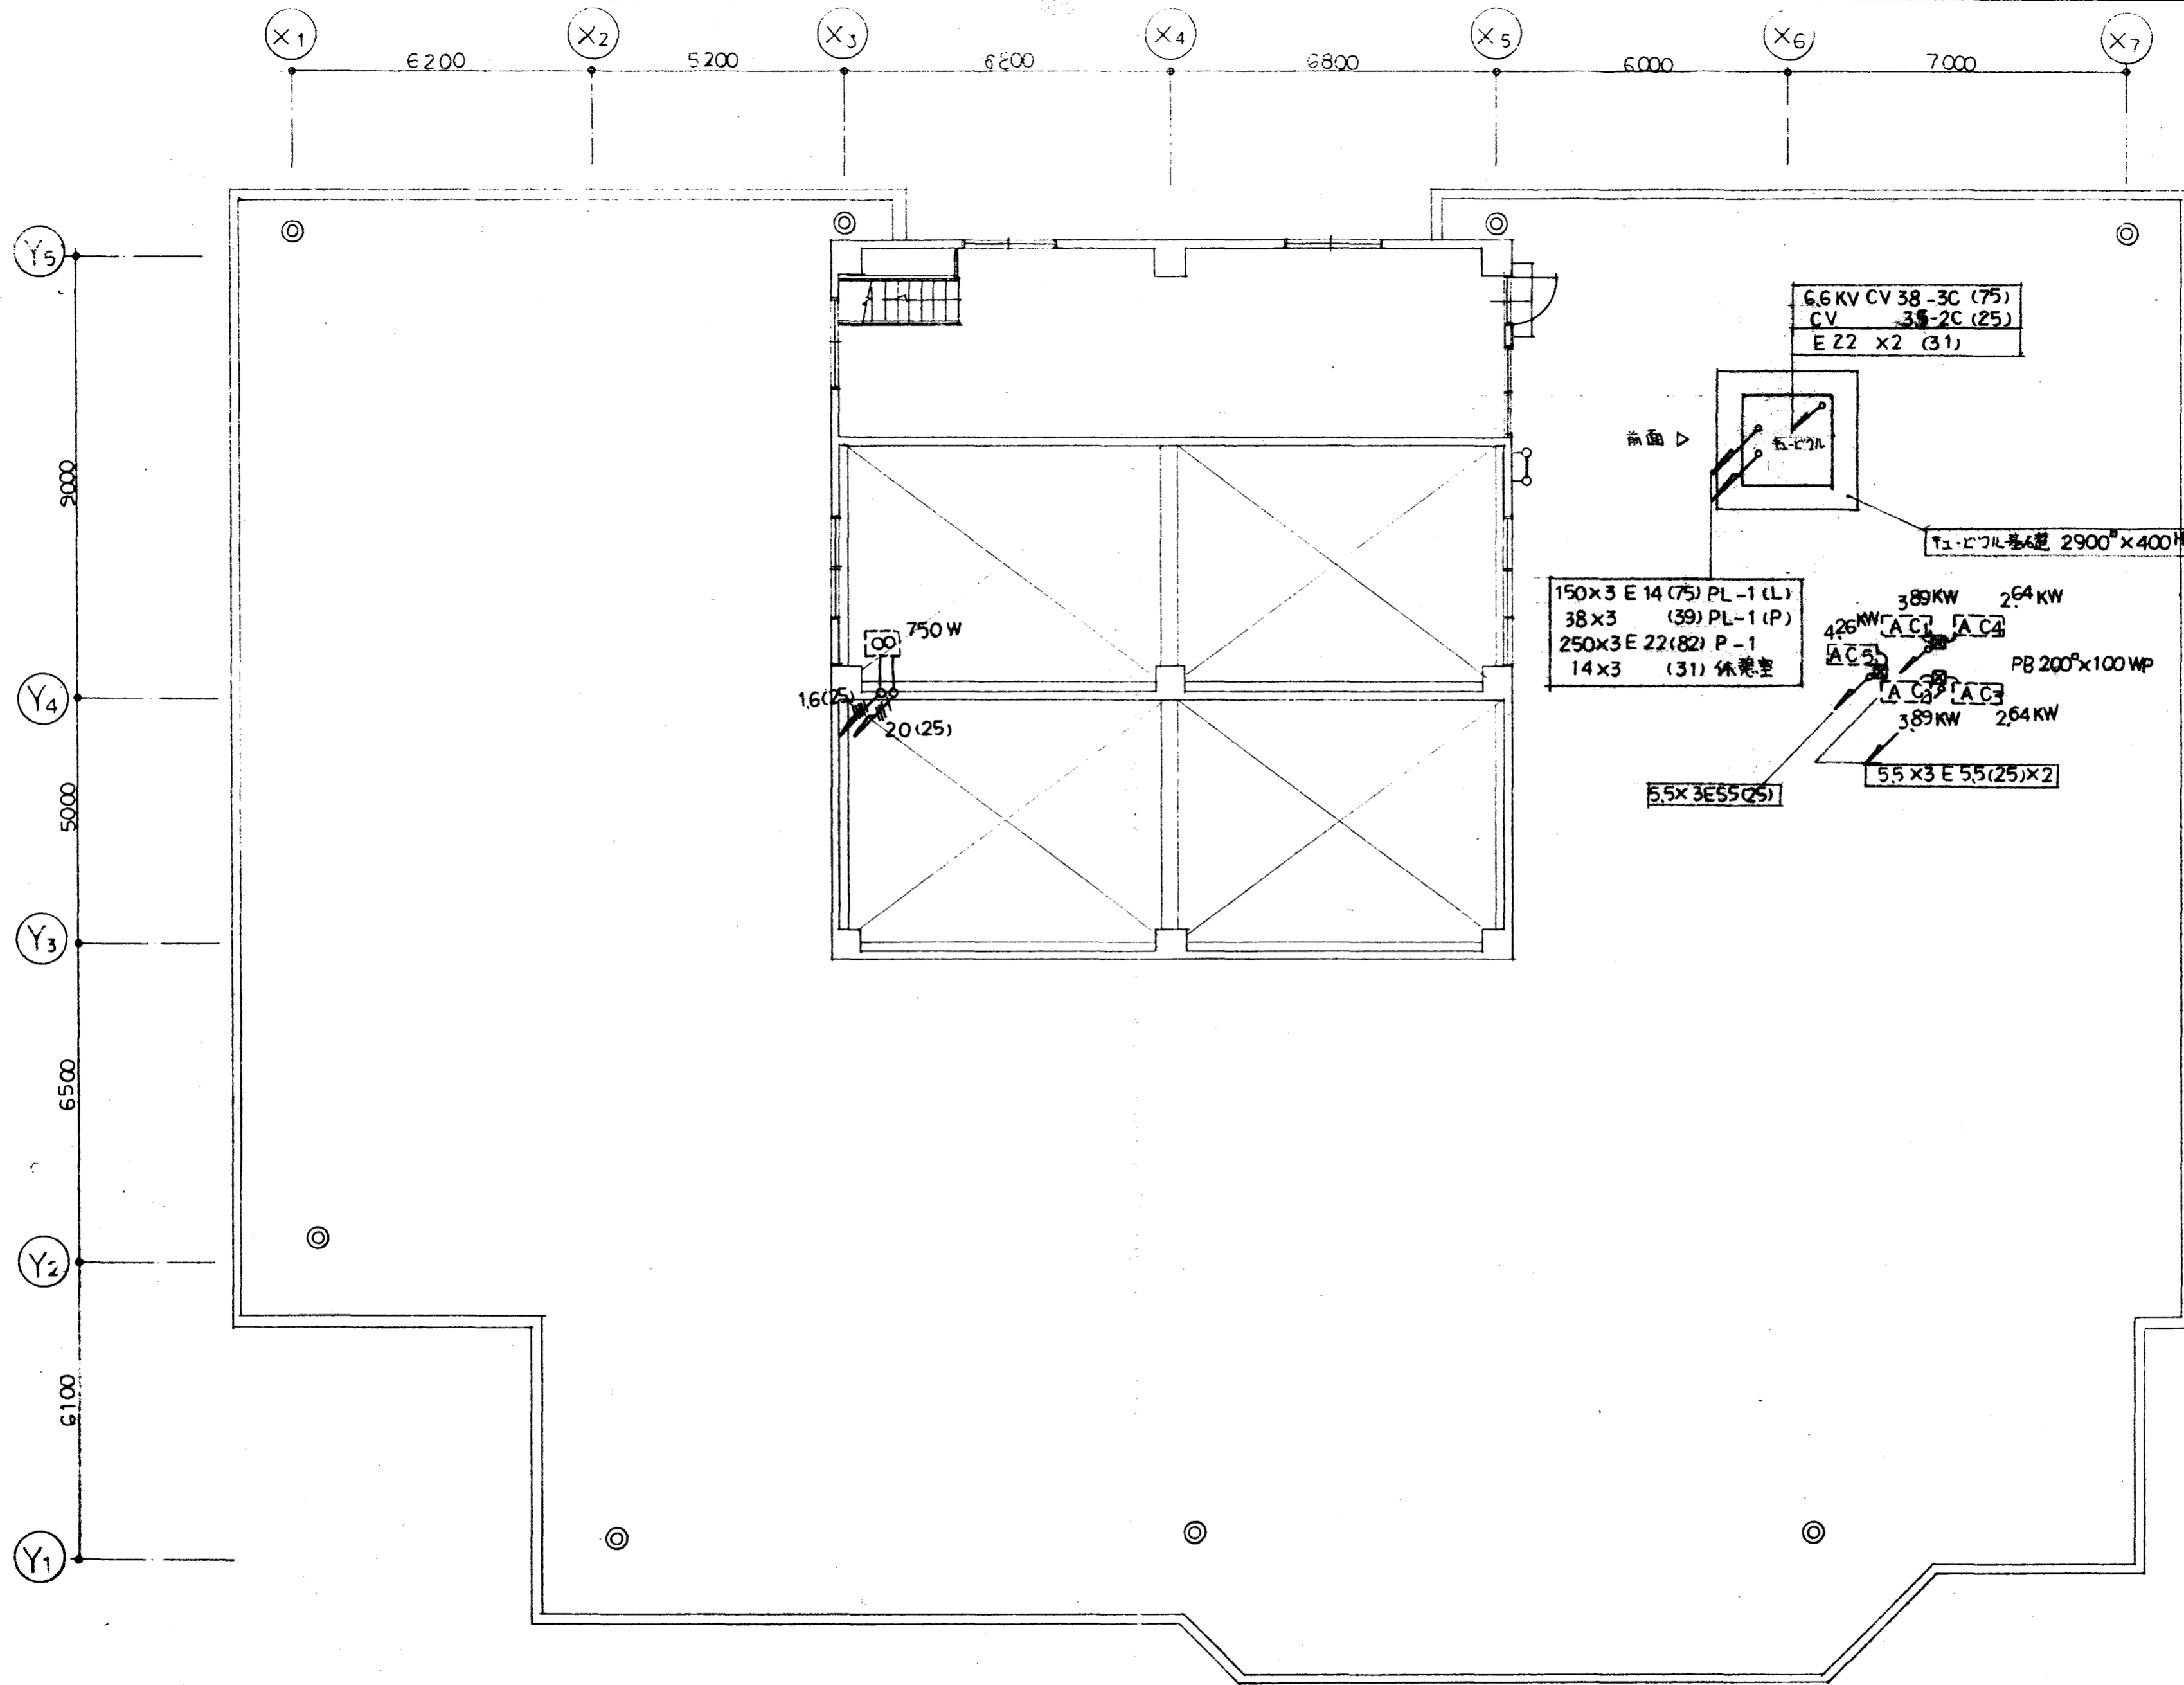 X1 X2 X3 X4 X5 X6 X7
6200 5200 6800 6800 6000 7000
Y5
9000
Y4
5000
Y3
6500
Y2
6100
Y1
6.6KV CV 38-3C (75)
CV 3.5-2C (25)
E 22 ×2 (31)
前面 ▷
キュービクル
キュービクル基礎 2900□×400H
150×3 E 14 (75) PL-1 (L)
38×3 (39) PL-1 (P)
250×3 E 22 (82) P-1
14×3 (31) 休憩室
750W
1.6(25)
2.0(25)
3.89KW 2.64KW
4.26KW AC1 AC4
AC5 PB 200□×100 WP
AC2 AC3
3.89KW 2.64KW
5.5×3 E 5.5(25)×2
5.5×3E5.5(25)